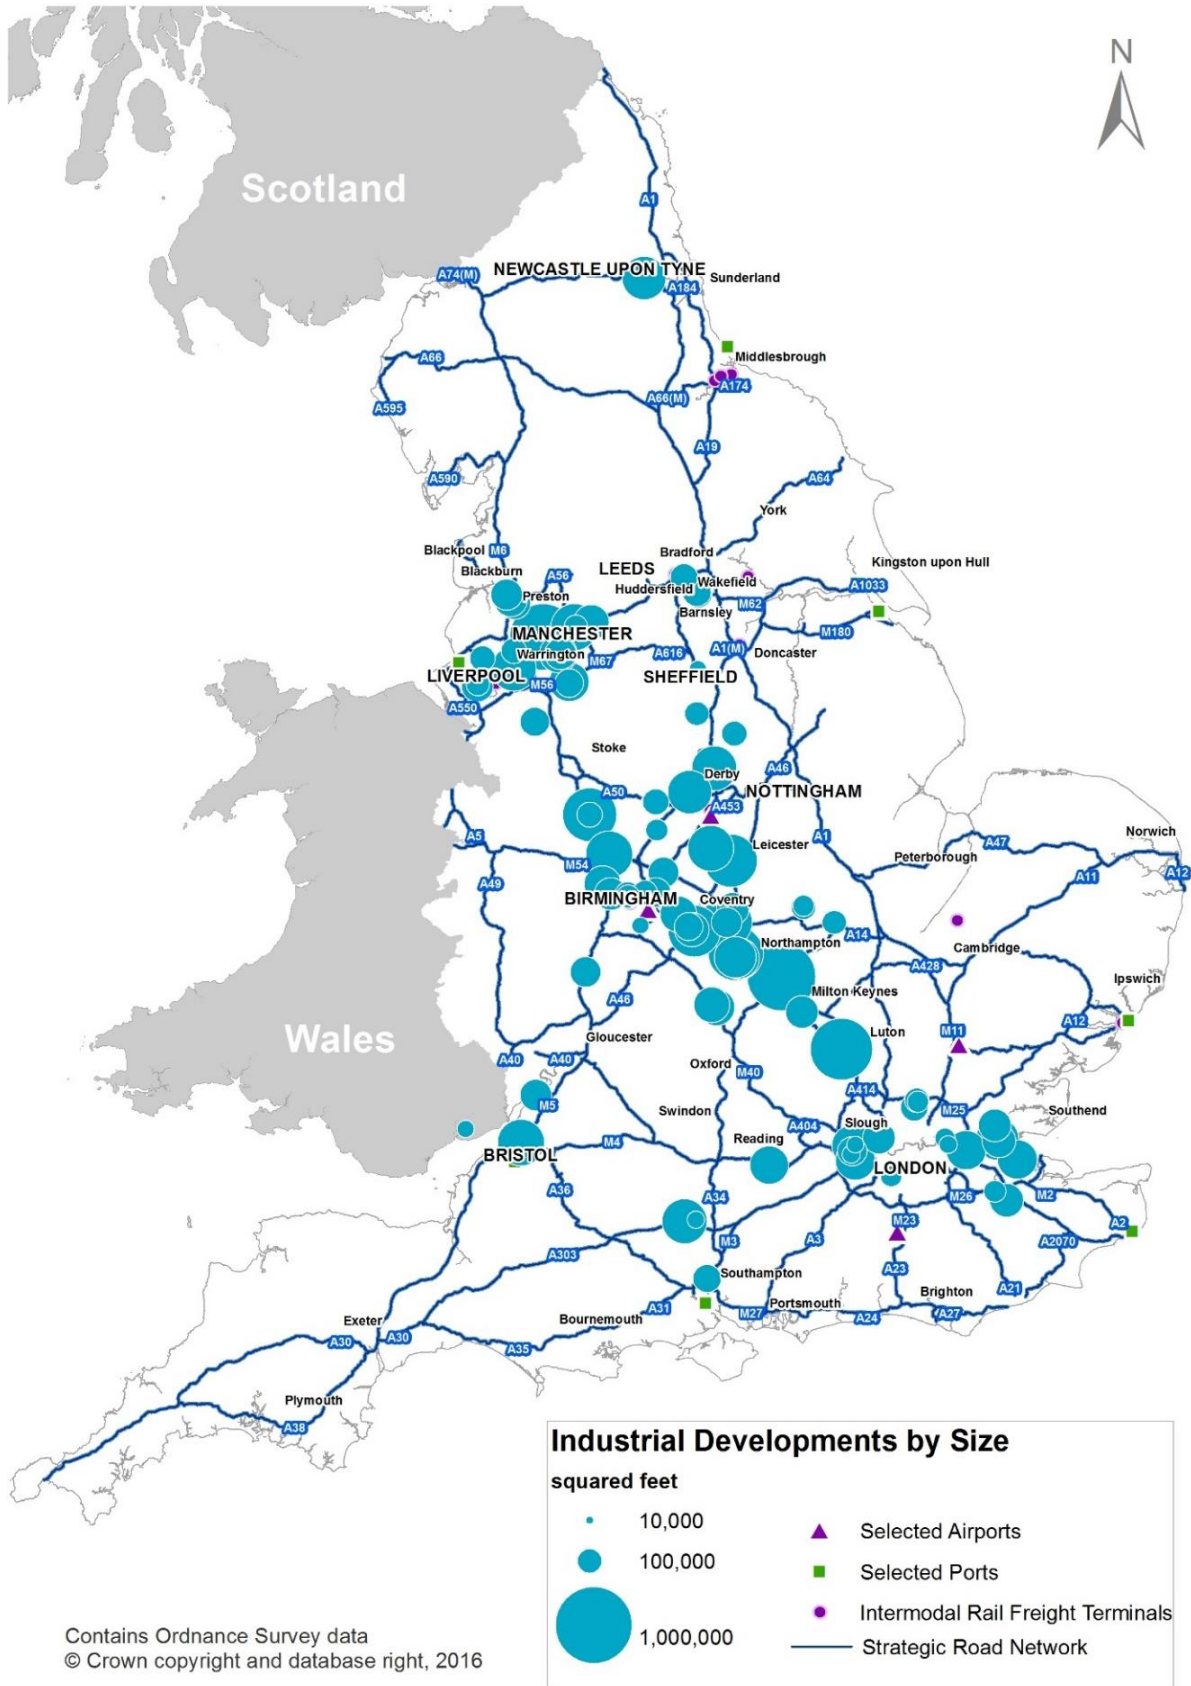 N
Scotland
A1
NEWCASTLE UPON TYNE
A74(M)
Sunderland
A184
Middlesbrough
A66
A174
A66(M)
A595
A19
A590
A64
York
Blackpool
M6
Bradford
Kingston upon Hull
LEEDS
Blackburn
A56
Wakefield
Huddersfield
A1033
Preston
M62
Barnsley
MANCHESTER
M180
A616
A1(M)
Doncaster
Warrington
M67
LIVERPOOL
SHEFFIELD
M56
A550
Stoke
Derby
A46
A50
NOTTINGHAM
A453
A5
A1
Norwich
Leicester
A47
Peterborough
M54
A11
A12
A49
BIRMINGHAM
Coventry
A14
Northampton
Cambridge
A428
Ipswich
Milton Keynes
A46
A12
Wales
Luton
M11
Gloucester
A40
A40
Oxford
M40
A414
M5
Swindon
M25
Southend
Slough
A404
Reading
M4
BRISTOL
LONDON
A36
A34
M26
M2
M23
A2
M3
A3
A2070
A303
A23
Southampton
A21
Brighton
Portsmouth
A31
M27
A24
A27
Exeter
Bournemouth
A30
A30
A35
Plymouth
A38
Industrial Developments by Size
squared feet
10,000
100,000
1,000,000
Selected Airports
Selected Ports
Intermodal Rail Freight Terminals
Strategic Road Network
Contains Ordnance Survey data
© Crown copyright and database right, 2016